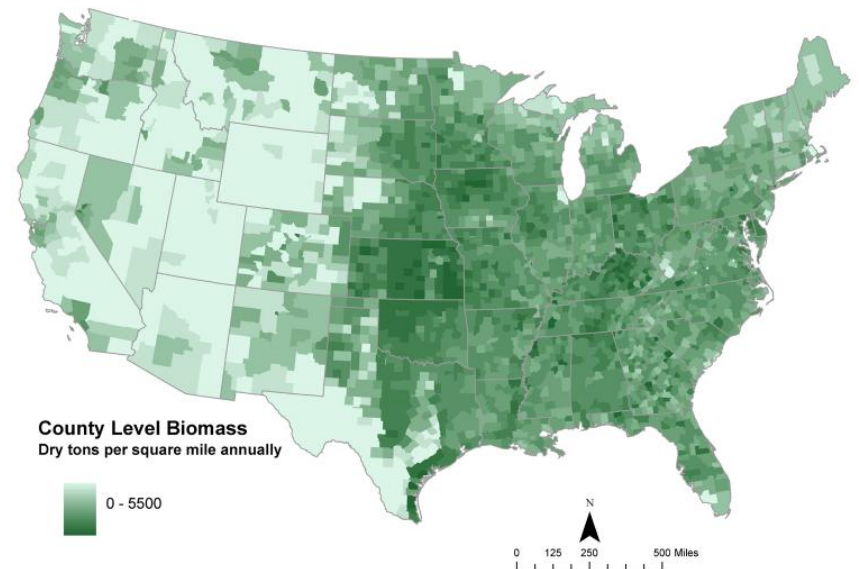 County Level Biomass
Dry tons per square mile annually
0 - 5500
N
0 125 250 500 Miles